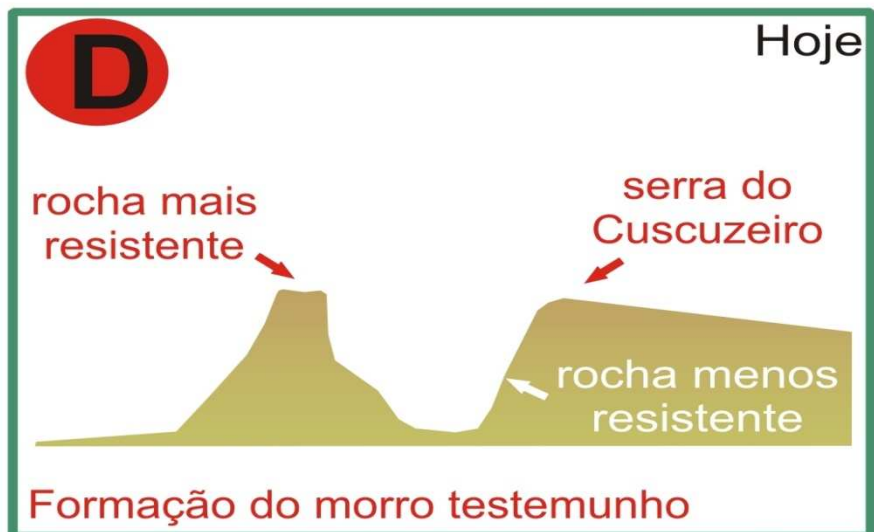 D
Hoje
rocha mais
resistente
serra do
Cuscuzeiro
rocha menos
resistente
Formação do morro testemunho